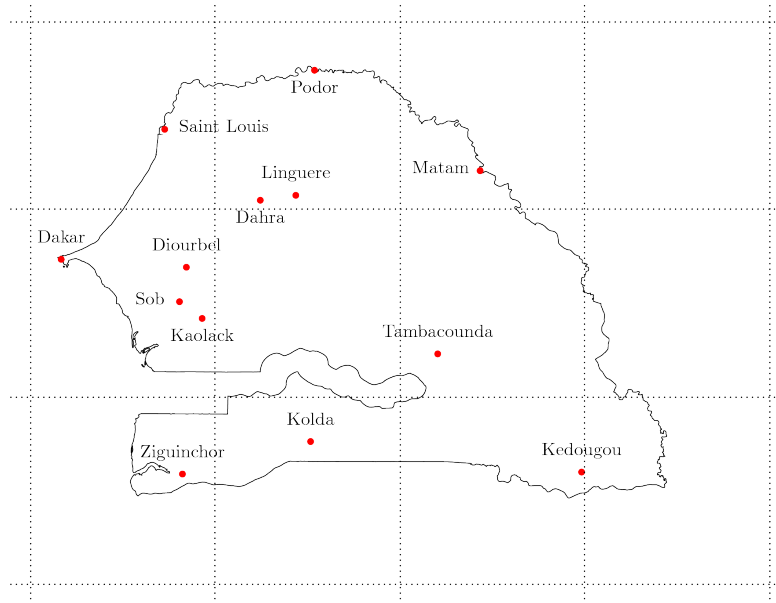 Podor
Saint Louis
Matam
Linguere
Dahra
Dakar
Diourbel
Sob
Kaolack
Tambacounda
Kolda
Ziguinchor
Kedougou